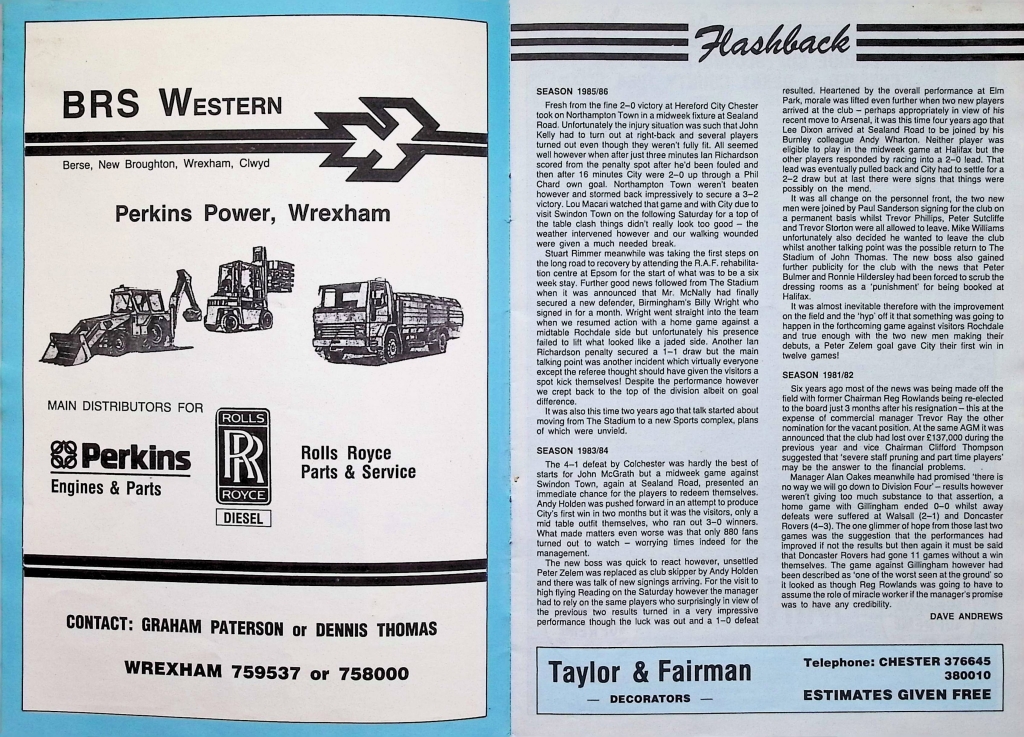 BRS WESTERN
Berse, New Broughton, Wrexham, Clwyd
Perkins Power, Wrexham
MAIN DISTRIBUTORS FOR
Perkins
Engines & Parts
ROLLS
RR
ROYCE
DIESEL
Rolls Royce
Parts & Service
CONTACT: GRAHAM PATERSON or DENNIS THOMAS
WREXHAM 759537 or 758000
Flashback
SEASON 1985/86
Fresh from the fine 2–0 victory at Hereford City Chester
took on Northampton Town in a midweek fixture at Sealand
Road. Unfortunately the injury situation was such that John
Kelly had to turn out at right-back and several players
turned out even though they weren't fully fit. All seemed
well however when after just three minutes Ian Richardson
scored from the penalty spot after he'd been fouled and
then after 16 minutes City were 2–0 up through a Phil
Chard own goal. Northampton Town weren't beaten
however and stormed back impressively to secure a 3–2
victory. Lou Macari watched that game and with City due to
visit Swindon Town on the following Saturday for a top of
the table clash things didn't really look too good – the
weather intervened however and our walking wounded
were given a much needed break.
Stuart Rimmer meanwhile was taking the first steps on
the long road to recovery by attending the R.A.F. rehabilita-
tion centre at Epsom for the start of what was to be a six
week stay. Further good news followed from The Stadium
when it was announced that Mr. McNally had finally
secured a new defender, Birmingham's Billy Wright who
signed in for a month. Wright went straight into the team
when we resumed action with a home game against a
midtable Rochdale side but unfortunately his presence
failed to lift what looked like a jaded side. Another Ian
Richardson penalty secured a 1–1 draw but the main
talking point was another incident which virtually everyone
except the referee thought should have given the visitors a
spot kick themselves! Despite the performance however
we crept back to the top of the division albeit on goal
difference.
It was also this time two years ago that talk started about
moving from The Stadium to a new Sports complex, plans
of which were unvield.
SEASON 1983/84
The 4–1 defeat by Colchester was hardly the best of
starts for John McGrath but a midweek game against
Swindon Town, again at Sealand Road, presented an
immediate chance for the players to redeem themselves.
Andy Holden was pushed forward in an attempt to produce
City's first win in two months but it was the visitors, only a
mid table outfit themselves, who ran out 3–0 winners.
What made matters even worse was that only 880 fans
turned out to watch – worrying times indeed for the
management.
The new boss was quick to react however, unsettled
Peter Zelem was replaced as club skipper by Andy Holden
and there was talk of new signings arriving. For the visit to
high flying Reading on the Saturday however the manager
had to rely on the same players who surprisingly in view of
the previous two results turned in a very impressive
performance though the luck was out and a 1–0 defeat
resulted. Heartened by the overall performance at Elm
Park, morale was lifted even further when two new players
arrived at the club – perhaps appropriately in view of his
recent move to Arsenal, it was this time four years ago that
Lee Dixon arrived at Sealand Road to be joined by his
Burnley colleague Andy Wharton. Neither player was
eligible to play in the midweek game at Halifax but the
other players responded by racing into a 2–0 lead. That
lead was eventually pulled back and City had to settle for a
2–2 draw but at last there were signs that things were
possibly on the mend.
It was all change on the personnel front, the two new
men were joined by Paul Sanderson signing for the club on
a permanent basis whilst Trevor Phillips, Peter Sutcliffe
and Trevor Storton were all allowed to leave. Mike Williams
unfortunately also decided he wanted to leave the club
whilst another talking point was the possible return to The
Stadium of John Thomas. The new boss also gained
further publicity for the club with the news that Peter
Bulmer and Ronnie Hildersley had been forced to scrub the
dressing rooms as a 'punishment' for being booked at
Halifax.
It was almost inevitable therefore with the improvement
on the field and the 'hyp' off it that something was going to
happen in the forthcoming game against visitors Rochdale
and true enough with the two new men making their
debuts, a Peter Zelem goal gave City their first win in
twelve games!
SEASON 1981/82
Six years ago most of the news was being made off the
field with former Chairman Reg Rowlands being re-elected
to the board just 3 months after his resignation – this at the
expense of commercial manager Trevor Ray the other
nomination for the vacant position. At the same AGM it was
announced that the club had lost over £137,000 during the
previous year and vice Chairman Clifford Thompson
suggested that 'severe staff pruning and part time players'
may be the answer to the financial problems.
Manager Alan Oakes meanwhile had promised 'there is
no way we will go down to Division Four' – results however
weren't giving too much substance to that assertion, a
home game with Gillingham ended 0–0 whilst away
defeats were suffered at Walsall (2–1) and Doncaster
Rovers (4–3). The one glimmer of hope from those last two
games was the suggestion that the performances had
improved if not the results but then again it must be said
that Doncaster Rovers had gone 11 games without a win
themselves. The game against Gillingham however had
been described as 'one of the worst seen at the ground' so
it looked as though Reg Rowlands was going to have to
assume the role of miracle worker if the manager's promise
was to have any credibility.
DAVE ANDREWS
Taylor & Fairman
— DECORATORS —
Telephone: CHESTER 376645
380010
ESTIMATES GIVEN FREE